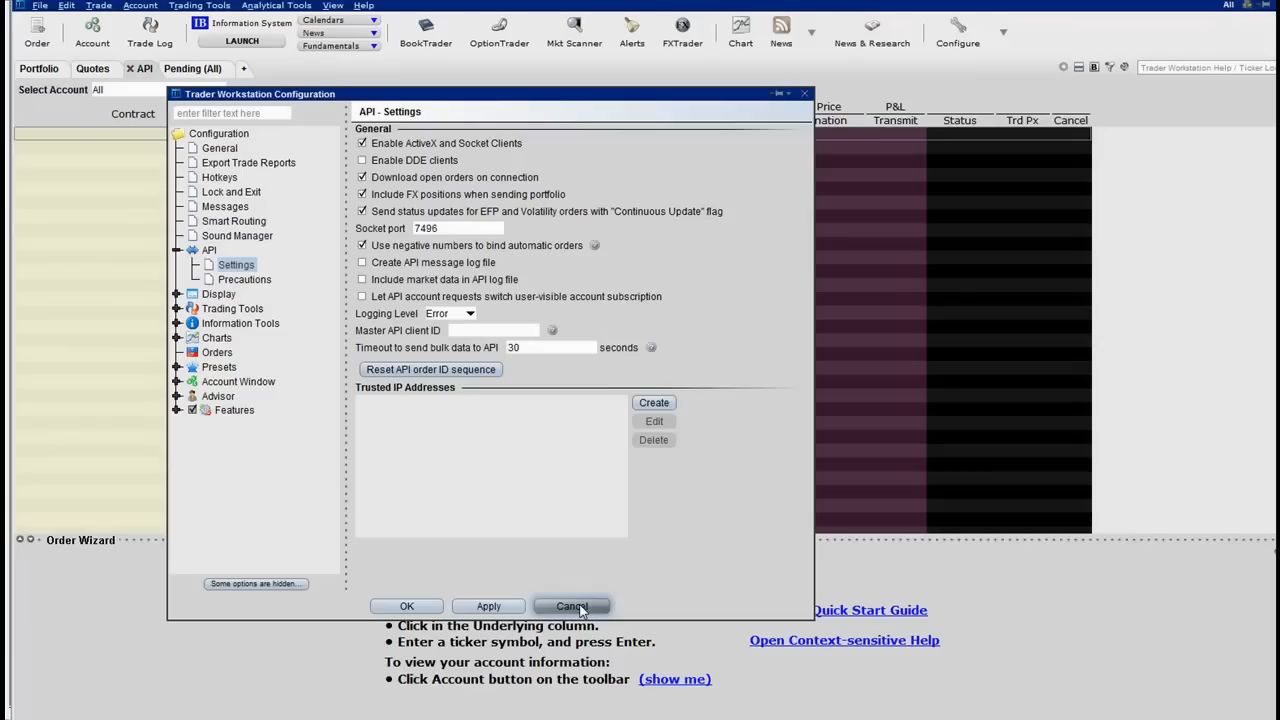 File Edit Trade Account Trading Tools Analytical Tools View Help All
Order Account Trade Log IB Information System LAUNCH Calendars News Fundamentals BookTrader OptionTrader Mkt Scanner Alerts FXTrader Chart News News & Research Configure
Portfolio Quotes X API Pending (All) + B Trader Workstation Help / Ticker Lo
Select Account All
Trader Workstation Configuration
Contract Price P&L
Transmit Status Trd Px Cancel
enter filter text here
Configuration
General
Export Trade Reports
Hotkeys
Lock and Exit
Messages
Smart Routing
Sound Manager
API
Settings
Precautions
Display
Trading Tools
Information Tools
Charts
Orders
Presets
Account Window
Advisor
Features
Some options are hidden...
API - Settings
General
Enable ActiveX and Socket Clients
Enable DDE clients
Download open orders on connection
Include FX positions when sending portfolio
Send status updates for EFP and Volatility orders with "Continuous Update" flag
Socket port 7496
Use negative numbers to bind automatic orders
Create API message log file
Include market data in API log file
Let API account requests switch user-visible account subscription
Logging Level Error
Master API client ID
Timeout to send bulk data to API 30 seconds
Reset API order ID sequence
Trusted IP Addresses
Create
Edit
Delete
OK Apply Cancel
Order Wizard
• Click in the Underlying column.
• Enter a ticker symbol, and press Enter.
To view your account information:
• Click Account button on the toolbar (show me)
Quick Start Guide
Open Context-sensitive Help